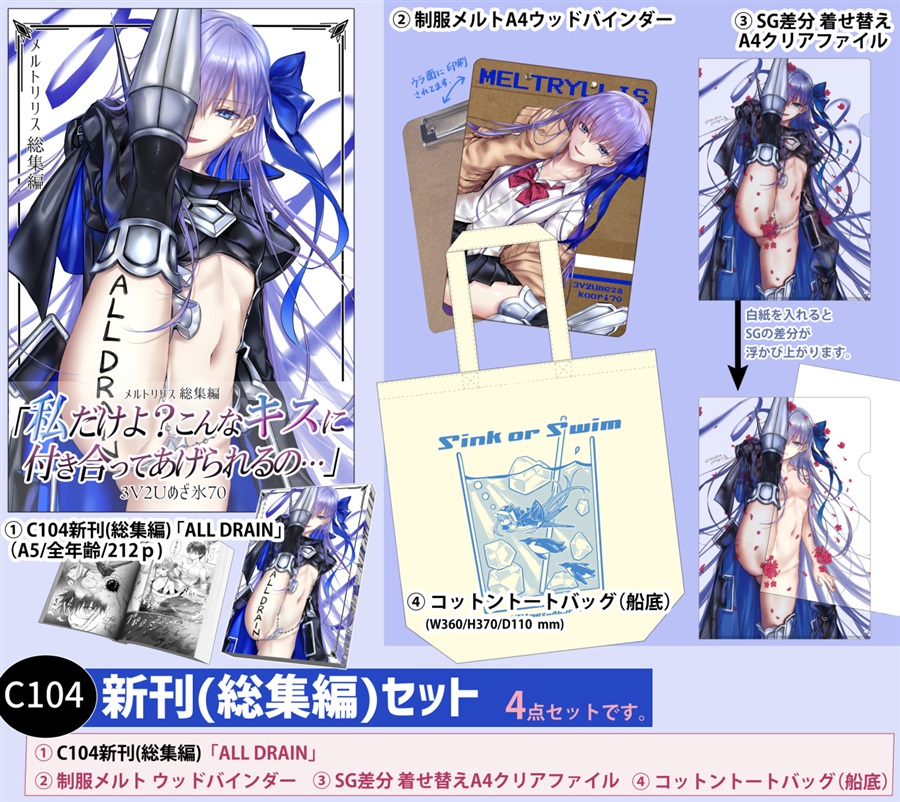 メルトリリス 総集編
ALL DRAIN
メルトリリス 総集編
「私だけよ?こんなキスに
付き合ってあげられるの…」
3V2Uめざ氷70
① C104新刊(総集編)「ALL DRAIN」
(A5/全年齢/212p)
ALL DRAIN
② 制服メルトA4ウッドバインダー
ウラ面に印刷
されてます。
MELTRYLLIS
3V2Umeza
koori70
③ SG差分 着せ替え
A4クリアファイル
白紙を入れると
SGの差分が
浮かび上がります。
Sink or Swim
④ コットントートバッグ(船底)
(W360/H370/D110 mm)
C104
新刊(総集編)セット
4点セットです。
① C104新刊(総集編)「ALL DRAIN」
② 制服メルト ウッドバインダー ③ SG差分 着せ替えA4クリアファイル ④ コットントートバッグ(船底)